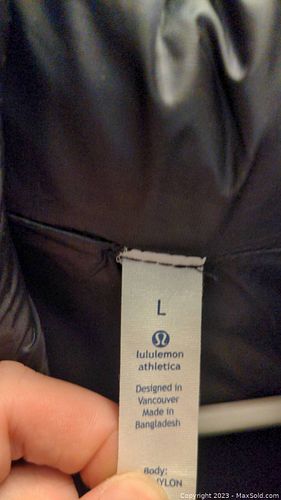 L
lululemon
athletica
Designed in
Vancouver
Made in
Bangladesh
Body:
Copyright 2023 - MaxSold.com